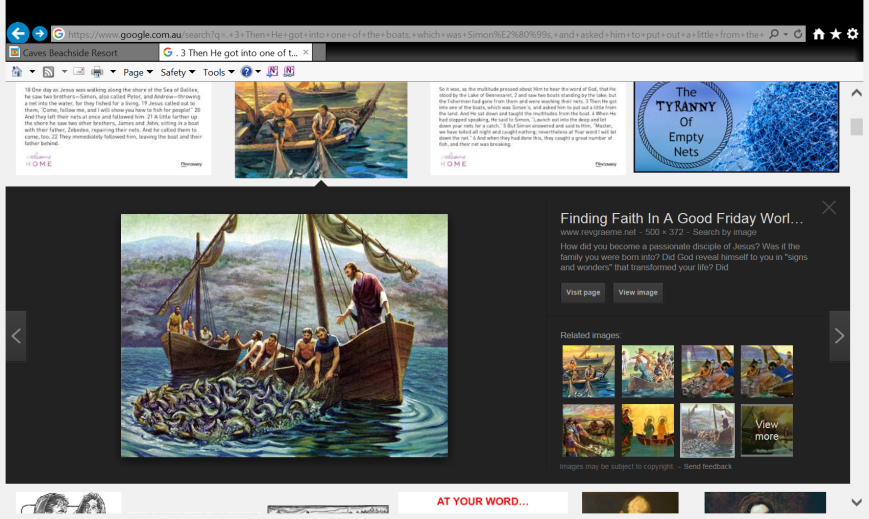 https://www.google.com.au/search?q=.+3+Then+He+got+into+one+of+the+boats,+which+was+Simon%E2%80%99s,+and+asked+him+to+put+out+a+little+from+the+
Caves Beachside Resort
. 3 Then He got into one of t...
Page Safety Tools
18 One day as Jesus was walking along the shore of the Sea of Galilee,
he saw two brothers—Simon, also called Peter, and Andrew—throwing
a net into the water, for they fished for a living. 19 Jesus called out to
them, "Come, follow me, and I will show you how to fish for people!" 20
And they left their nets at once and followed him. 21 A little farther up
the shore he saw two other brothers, James and John, sitting in a boat
with their father, Zebedee, repairing their nets. And he called them to
come, too. 22 They immediately followed him, leaving the boat and their
father behind.
welcome
HOME
So it was, as the multitude pressed about Him to hear the word of God, that He
stood by the Lake of Gennesaret, 2 and saw two boats standing by the lake; but
the fishermen had gone from them and were washing their nets. 3 Then He got
into one of the boats, which was Simon's, and asked him to put out a little from
the land. And He sat down and taught the multitudes from the boat. 4 When He
had stopped speaking, He said to Simon, "Launch out into the deep and let
down your nets for a catch." 5 But Simon answered and said to Him, "Master,
we have toiled all night and caught nothing; nevertheless at Your word I will let
down the net." 6 And when they had done this, they caught a great number of
fish, and their net was breaking.
welcome
HOME
The
TYRANNY
Of
Empty
Nets
Finding Faith In A Good Friday Worl...
www.revgraeme.net - 500 × 372 - Search by image
How did you become a passionate disciple of Jesus? Was it the
family you were born into? Did God reveal himself to you in "signs
and wonders" that transformed your life? Did
Visit page View image
Related images:
View
more
Images may be subject to copyright. - Send feedback
AT YOUR WORD...